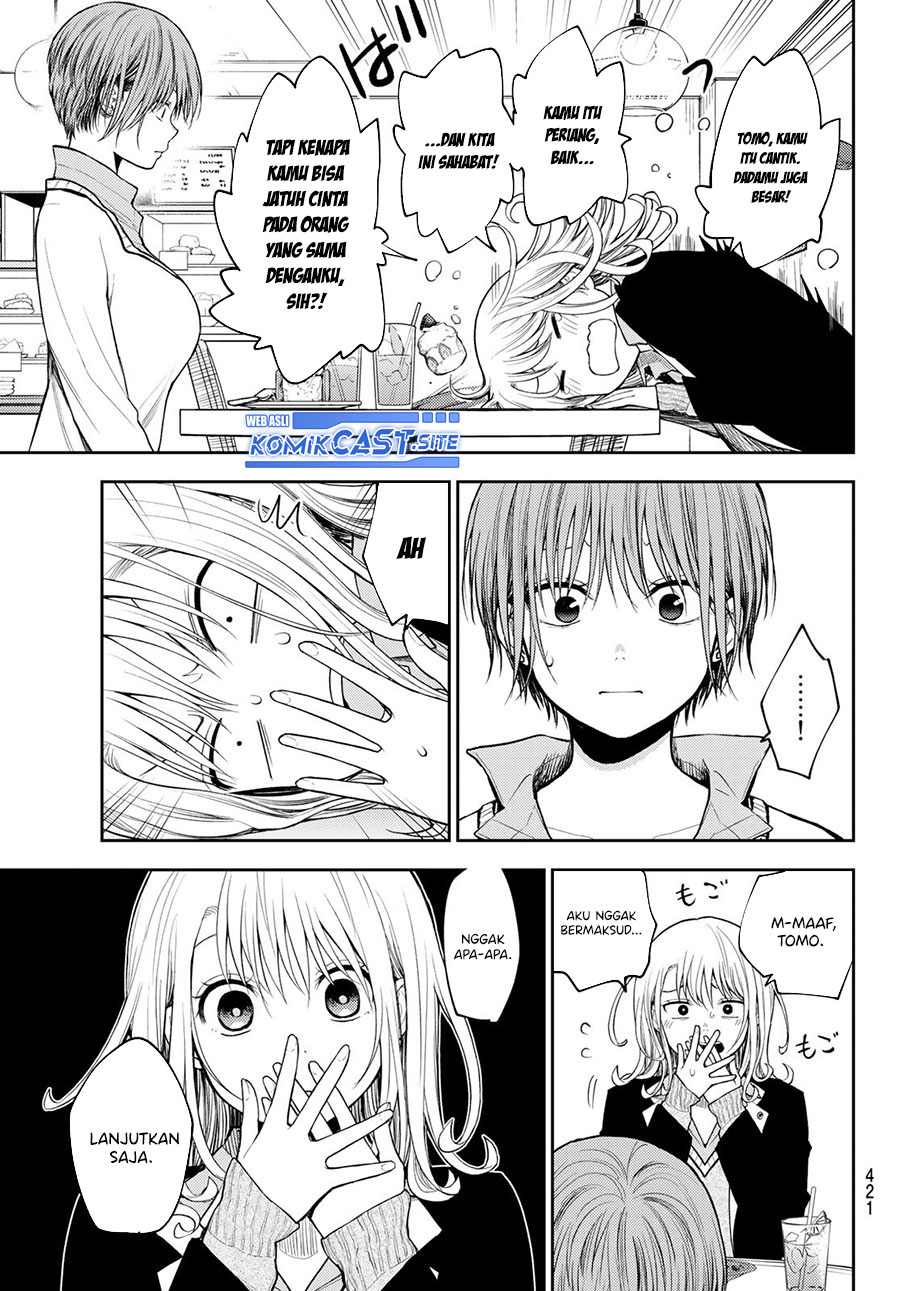 ば
TOMO, KAMU
ITU CANTIK.
DADAMU JUGA
BESAR!
KAMU ITU
PERIANG,
BAIK...
...DAN KITA
INI SAHABAT!
TAPI KENAPA
KAMU BISA
JATUH CINTA
PADA ORANG
YANG SAMA
DENGANKU,
SIH?!
WEB ASLI
KOMIKCAST.SITE
........!
AH
M-MAAF,
TOMO.
もご
AKU NGGAK
BERMAKSUD...
もご
NGGAK
APA-APA.
LANJUTKAN
SAJA.
421